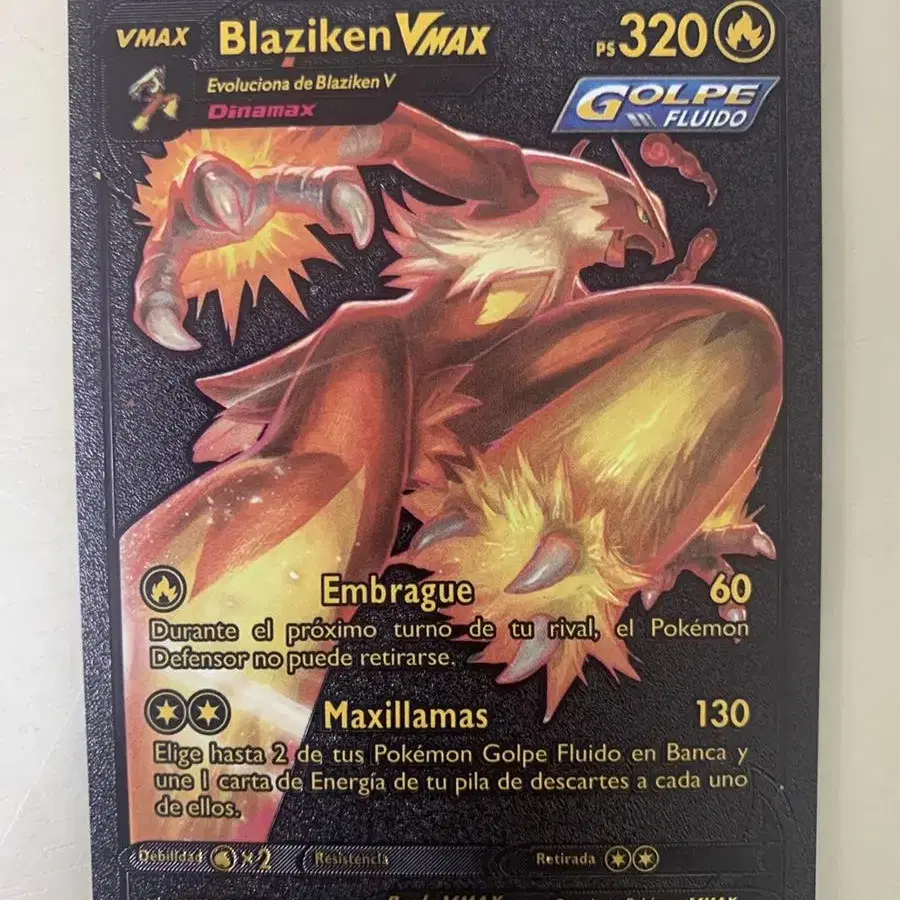 VMAX Blaziken VMAX PS 320
Evoluciona de Blaziken V
Dinamax
GOLPE
FLUIDO
Embrague 60
Durante el próximo turno de tu rival, el Pokémon
Defensor no puede retirarse.
Maxillamas 130
Elige hasta 2 de tus Pokémon Golpe Fluido en Banca y
une 1 carta de Energía de tu pila de descartes a cada uno
de ellos.
Debilidad ×2 Resistencia Retirada
VMAX